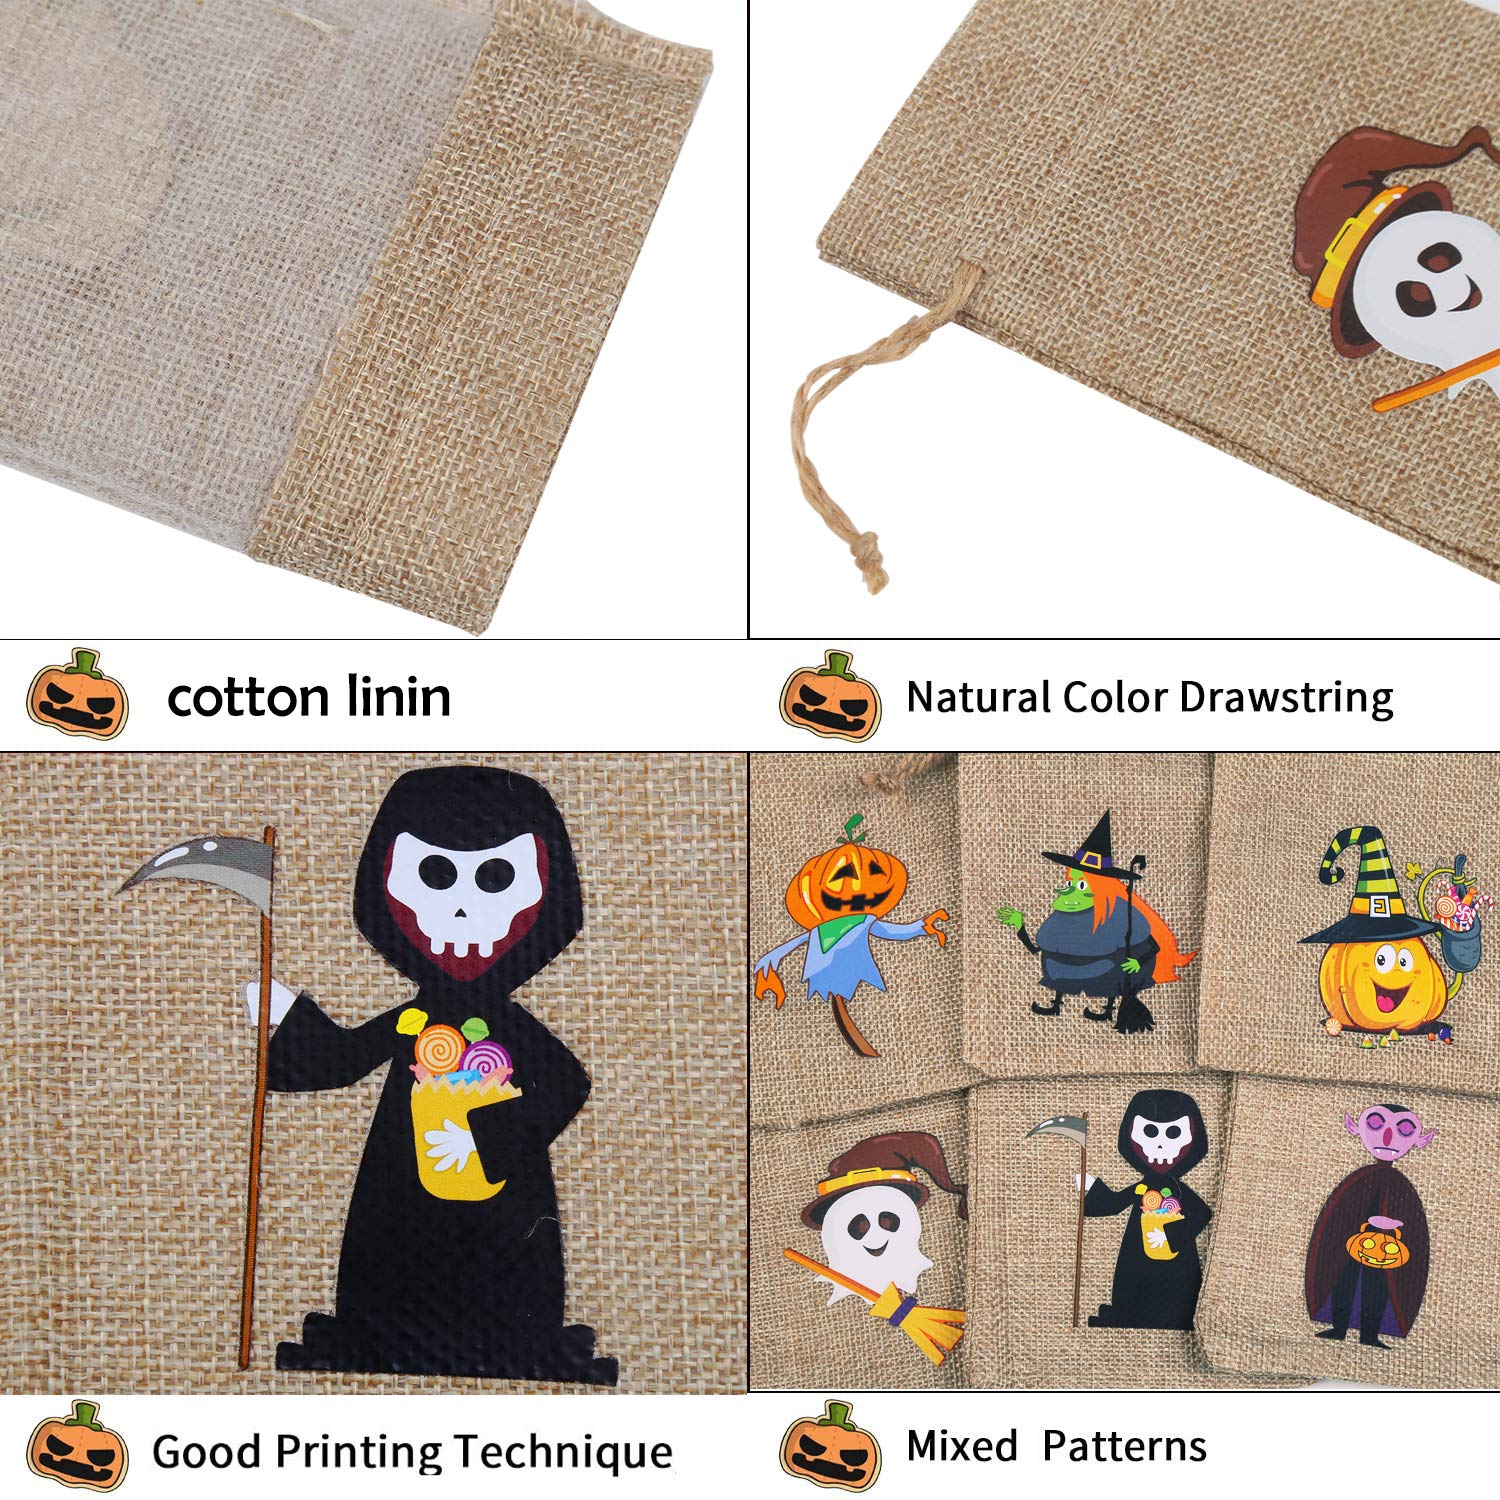 cotton linin
Natural Color Drawstring
Good Printing Technique
Mixed Patterns